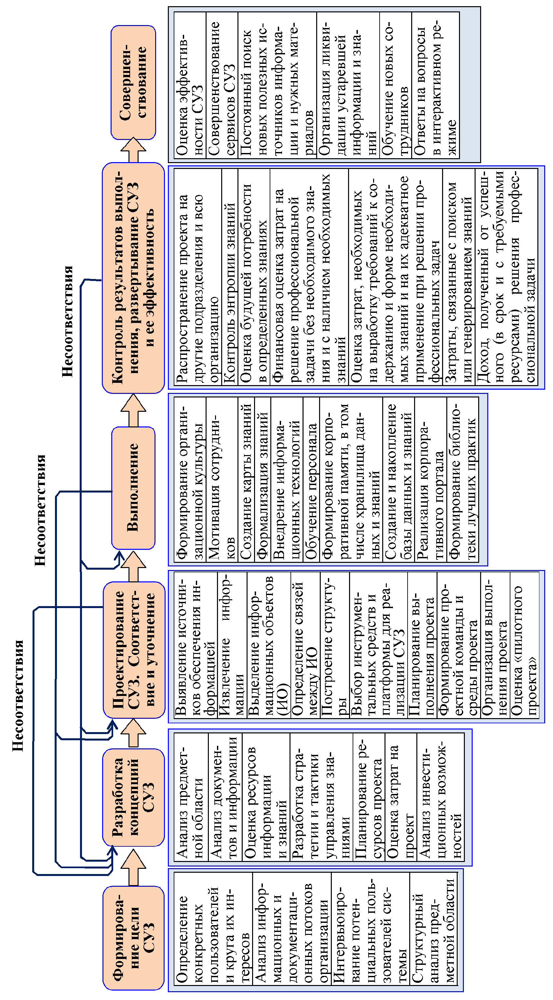 Несоответствия
Несоответствия
Несоответствия
Формирова-
ние цели
СУЗ
Разработка
концепций
СУЗ
Проектирование
СУЗ. Соответст-
вие и уточнение
Выполнение
Контроль результатов выпол-
нения, развертывание СУЗ
и ее эффективность
Совершен-
ствование
Определение
конкретных
пользователей
и круга их ин-
тересов
Анализ инфор-
мационных и
документаци-
онных потоков
организации
Интервьюиро-
вание потен-
циальных поль-
зователей сис-
темы
Структурный
анализ пред-
метной области
Анализ предмет-
ной области
Анализ докумен-
тов и информации
Оценка ресурсов
информации
и знаний
Разработка стра-
тегии и тактики
управления зна-
ниями
Планирование ре-
сурсов проекта
Оценка затрат на
проект
Анализ инвести-
ционных возмож-
ностей
Выявление источни-
ков обеспечения ин-
формацией
Извлечение инфор-
мации
Выделение инфор-
мационных объектов
(ИО)
Определение связей
между ИО
Построение структу-
ры
Выбор инструмен-
тальных средств и
платформы для реа-
лизации СУЗ
Планирование вы-
полнения проекта
Формирование про-
ектной команды и
среды проекта
Организация выпол-
нения проекта
Оценка «пилотного
проекта»
Формирование органи-
зационной культуры
Мотивация сотрудни-
ков
Создание карты знаний
Формализация знаний
Внедрение информа-
ционных технологий
Обучение персонала
Формирование корпо-
ративной памяти, в том
числе хранилища дан-
ных и знаний
Создание и накопление
базы данных и знаний
Реализация корпора-
тивного портала
Формирование библио-
теки лучших практик
Распространение проекта на
другие подразделения и всю
организацию
Контроль энтропии знаний
Оценка будущей потребности
в определенных знаниях
Финансовая оценка затрат на
решение профессиональной
задачи без необходимого зна-
ния и с наличием необходимых
знаний
Оценка затрат, необходимых
на выработку требований к со-
держанию и форме необходи-
мых знаний и на их адекватное
применение при решении про-
фессиональных задач
Затраты, связанные с поиском
или генерированием знаний
Доход, полученный от успеш-
ного (в срок и с требуемыми
ресурсами) решения профес-
сиональной задачи
Оценка эффектив-
ности СУЗ
Совершенствование
сервисов СУЗ
Постоянный поиск
новых полезных ис-
точников информа-
ции и нужных мате-
риалов
Организация ликви-
дации устаревшей
информации и зна-
ний
Обучение новых со-
трудников
Ответы на вопросы
в интерактивном ре-
жиме